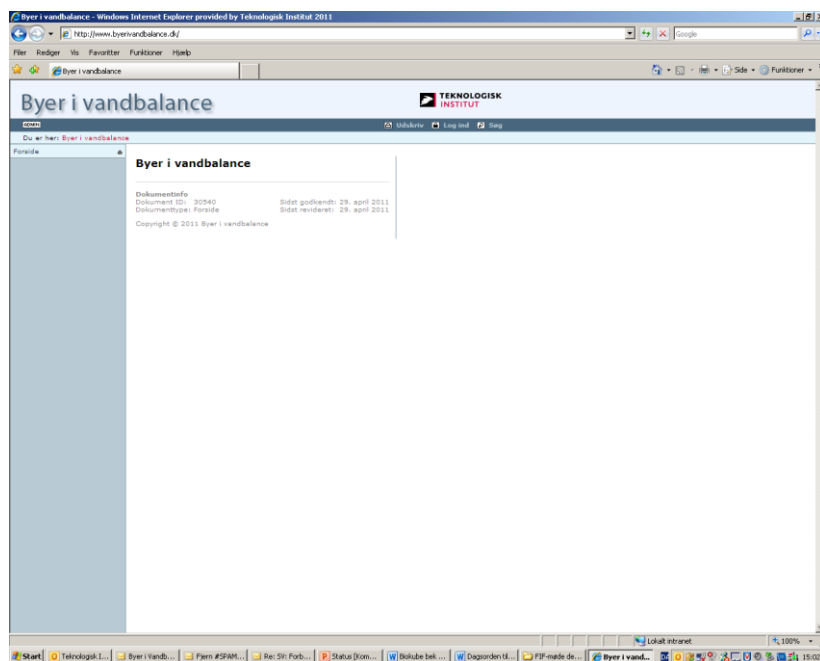 Byer i vandbalance - Windows Internet Explorer provided by Teknologisk Institut 2011
http://www.byerivandbalance.dk/
Google
Filer Rediger Vis Favoritter Funktioner Hjælp
Byer i vandbalance
Side Funktioner
Byer i vandbalance
TEKNOLOGISK
INSTITUT
ADMIN
Udskriv Log ind Søg
Du er her: Byer i vandbalance
Forside
Byer i vandbalance
Dokumentinfo
Dokument ID: 30540 Sidst godkendt: 29. april 2011
Dokumenttype: Forside Sidst revideret: 29. april 2011
Copyright © 2011 Byer i vandbalance
Lokalt intranet 100%
Start Teknologisk I... Byer i Vandb... Fjern #SPAM... Re: SV: Forb... Status [Kom... Biokube bek ... Dagsorden til... FIF-møde de... Byer i vand... 15:02